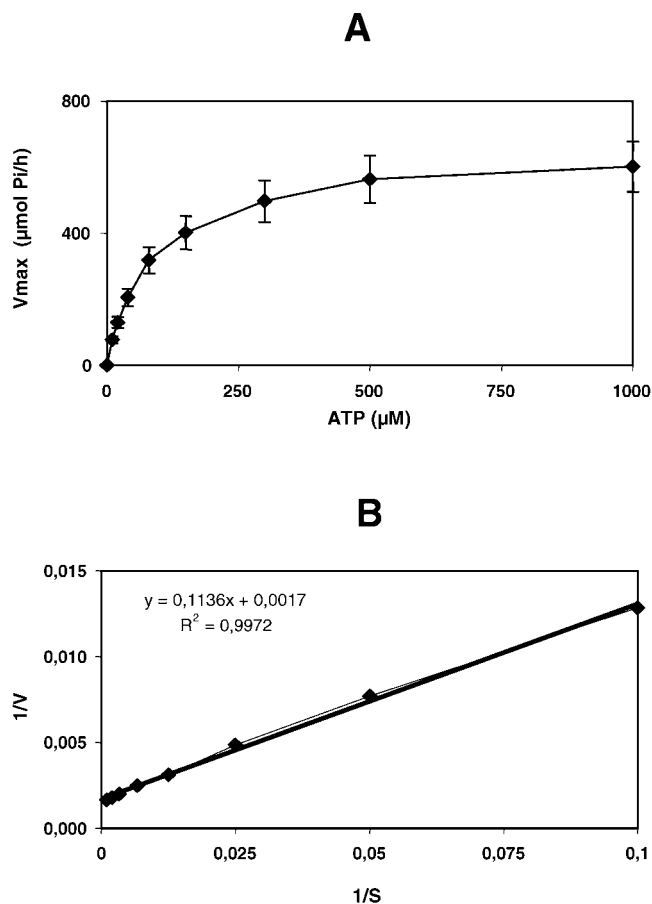 A
Vmax (μmol Pi/h)
800
400
0
0 250 500 750 1000
ATP (μM)
B
1/V
0,015
0,010
0,005
0,000
y = 0,1136x + 0,0017
R² = 0,9972
0 0,025 0,05 0,075 0,1
1/S